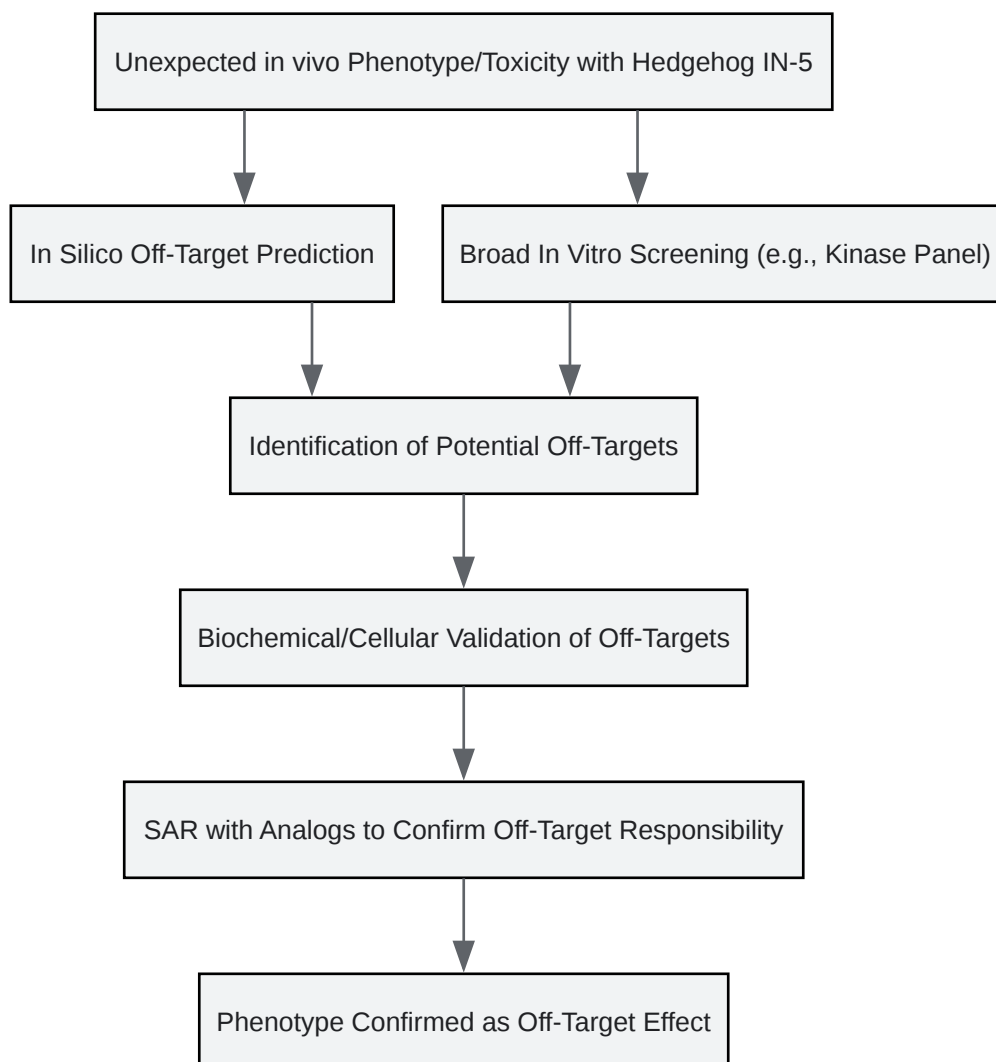 Unexpected in vivo Phenotype/Toxicity with Hedgehog IN-5
In Silico Off-Target Prediction
Broad In Vitro Screening (e.g., Kinase Panel)
Identification of Potential Off-Targets
Biochemical/Cellular Validation of Off-Targets
SAR with Analogs to Confirm Off-Target Responsibility
Phenotype Confirmed as Off-Target Effect